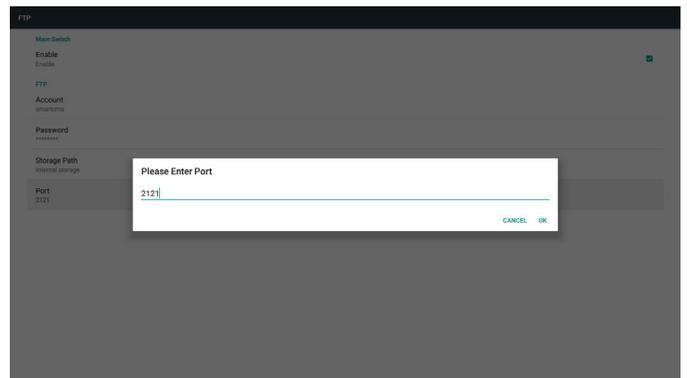 FTP
Main Switch
Enable
Enable
FTP
Account
smartcms
Password
********
Storage Path
Internal storage
Port
2121
Please Enter Port
2121
CANCEL OK